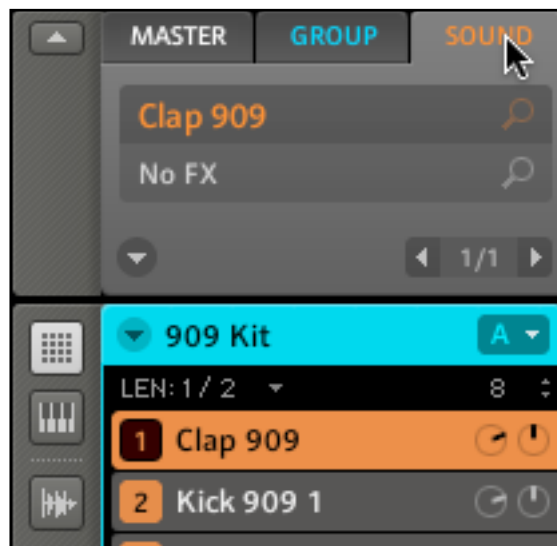 MASTER GROUP SOUND
Clap 909
No FX
1/1
909 Kit A
LEN: 1 / 2 8
1 Clap 909
2 Kick 909 1